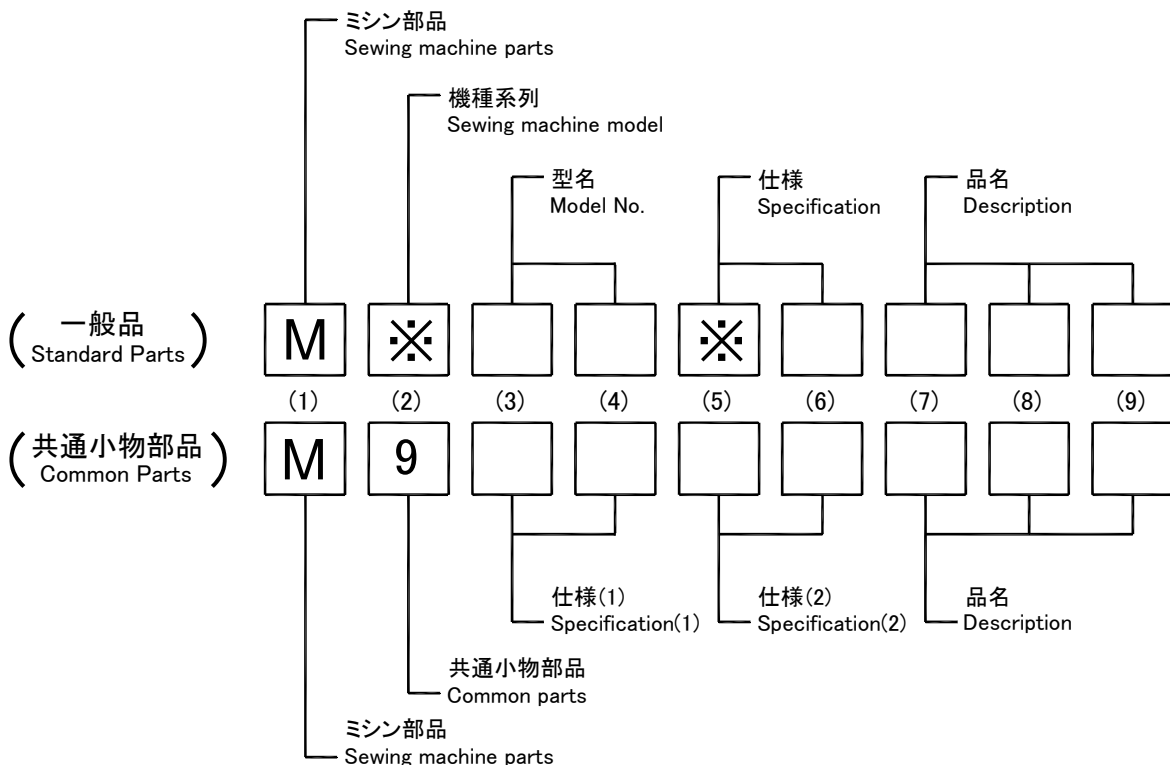 ミシン部品
Sewing machine parts
機種系列
Sewing machine model
型名
Model No.
仕様
Specification
品名
Description
(一般品
Standard Parts)
M ※ ※
(1) (2) (3) (4) (5) (6) (7) (8) (9)
(共通小物部品
Common Parts)
M 9
仕様(1)
Specification(1)
仕様(2)
Specification(2)
品名
Description
共通小物部品
Common parts
ミシン部品
Sewing machine parts